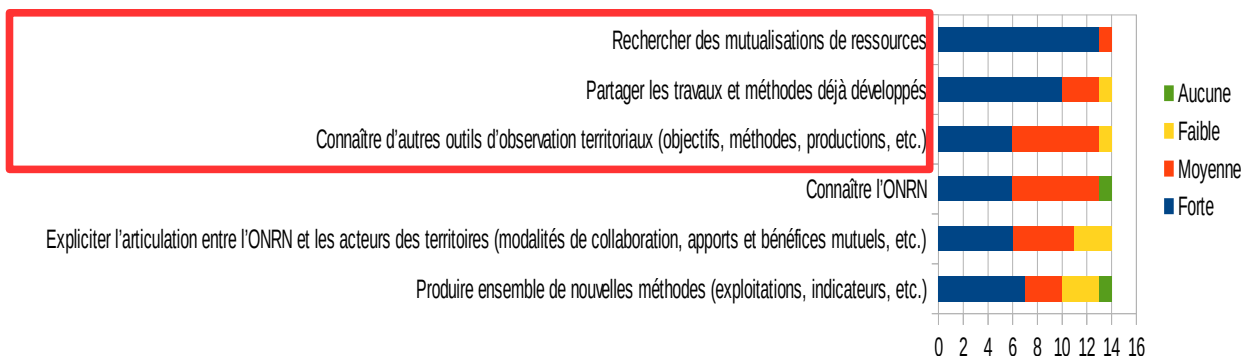 Rechercher des mutualisations de ressources
Partager les travaux et méthodes déjà développés
Connaître d'autres outils d'observation territoriaux (objectifs, méthodes, productions, etc.)
Connaître l'ONRN
Expliciter l'articulation entre l'ONRN et les acteurs des territoires (modalités de collaboration, apports et bénéfices mutuels, etc.)
Produire ensemble de nouvelles méthodes (exploitations, indicateurs, etc.)
0 2 4 6 8 10 12 14 16
Aucune
Faible
Moyenne
Forte